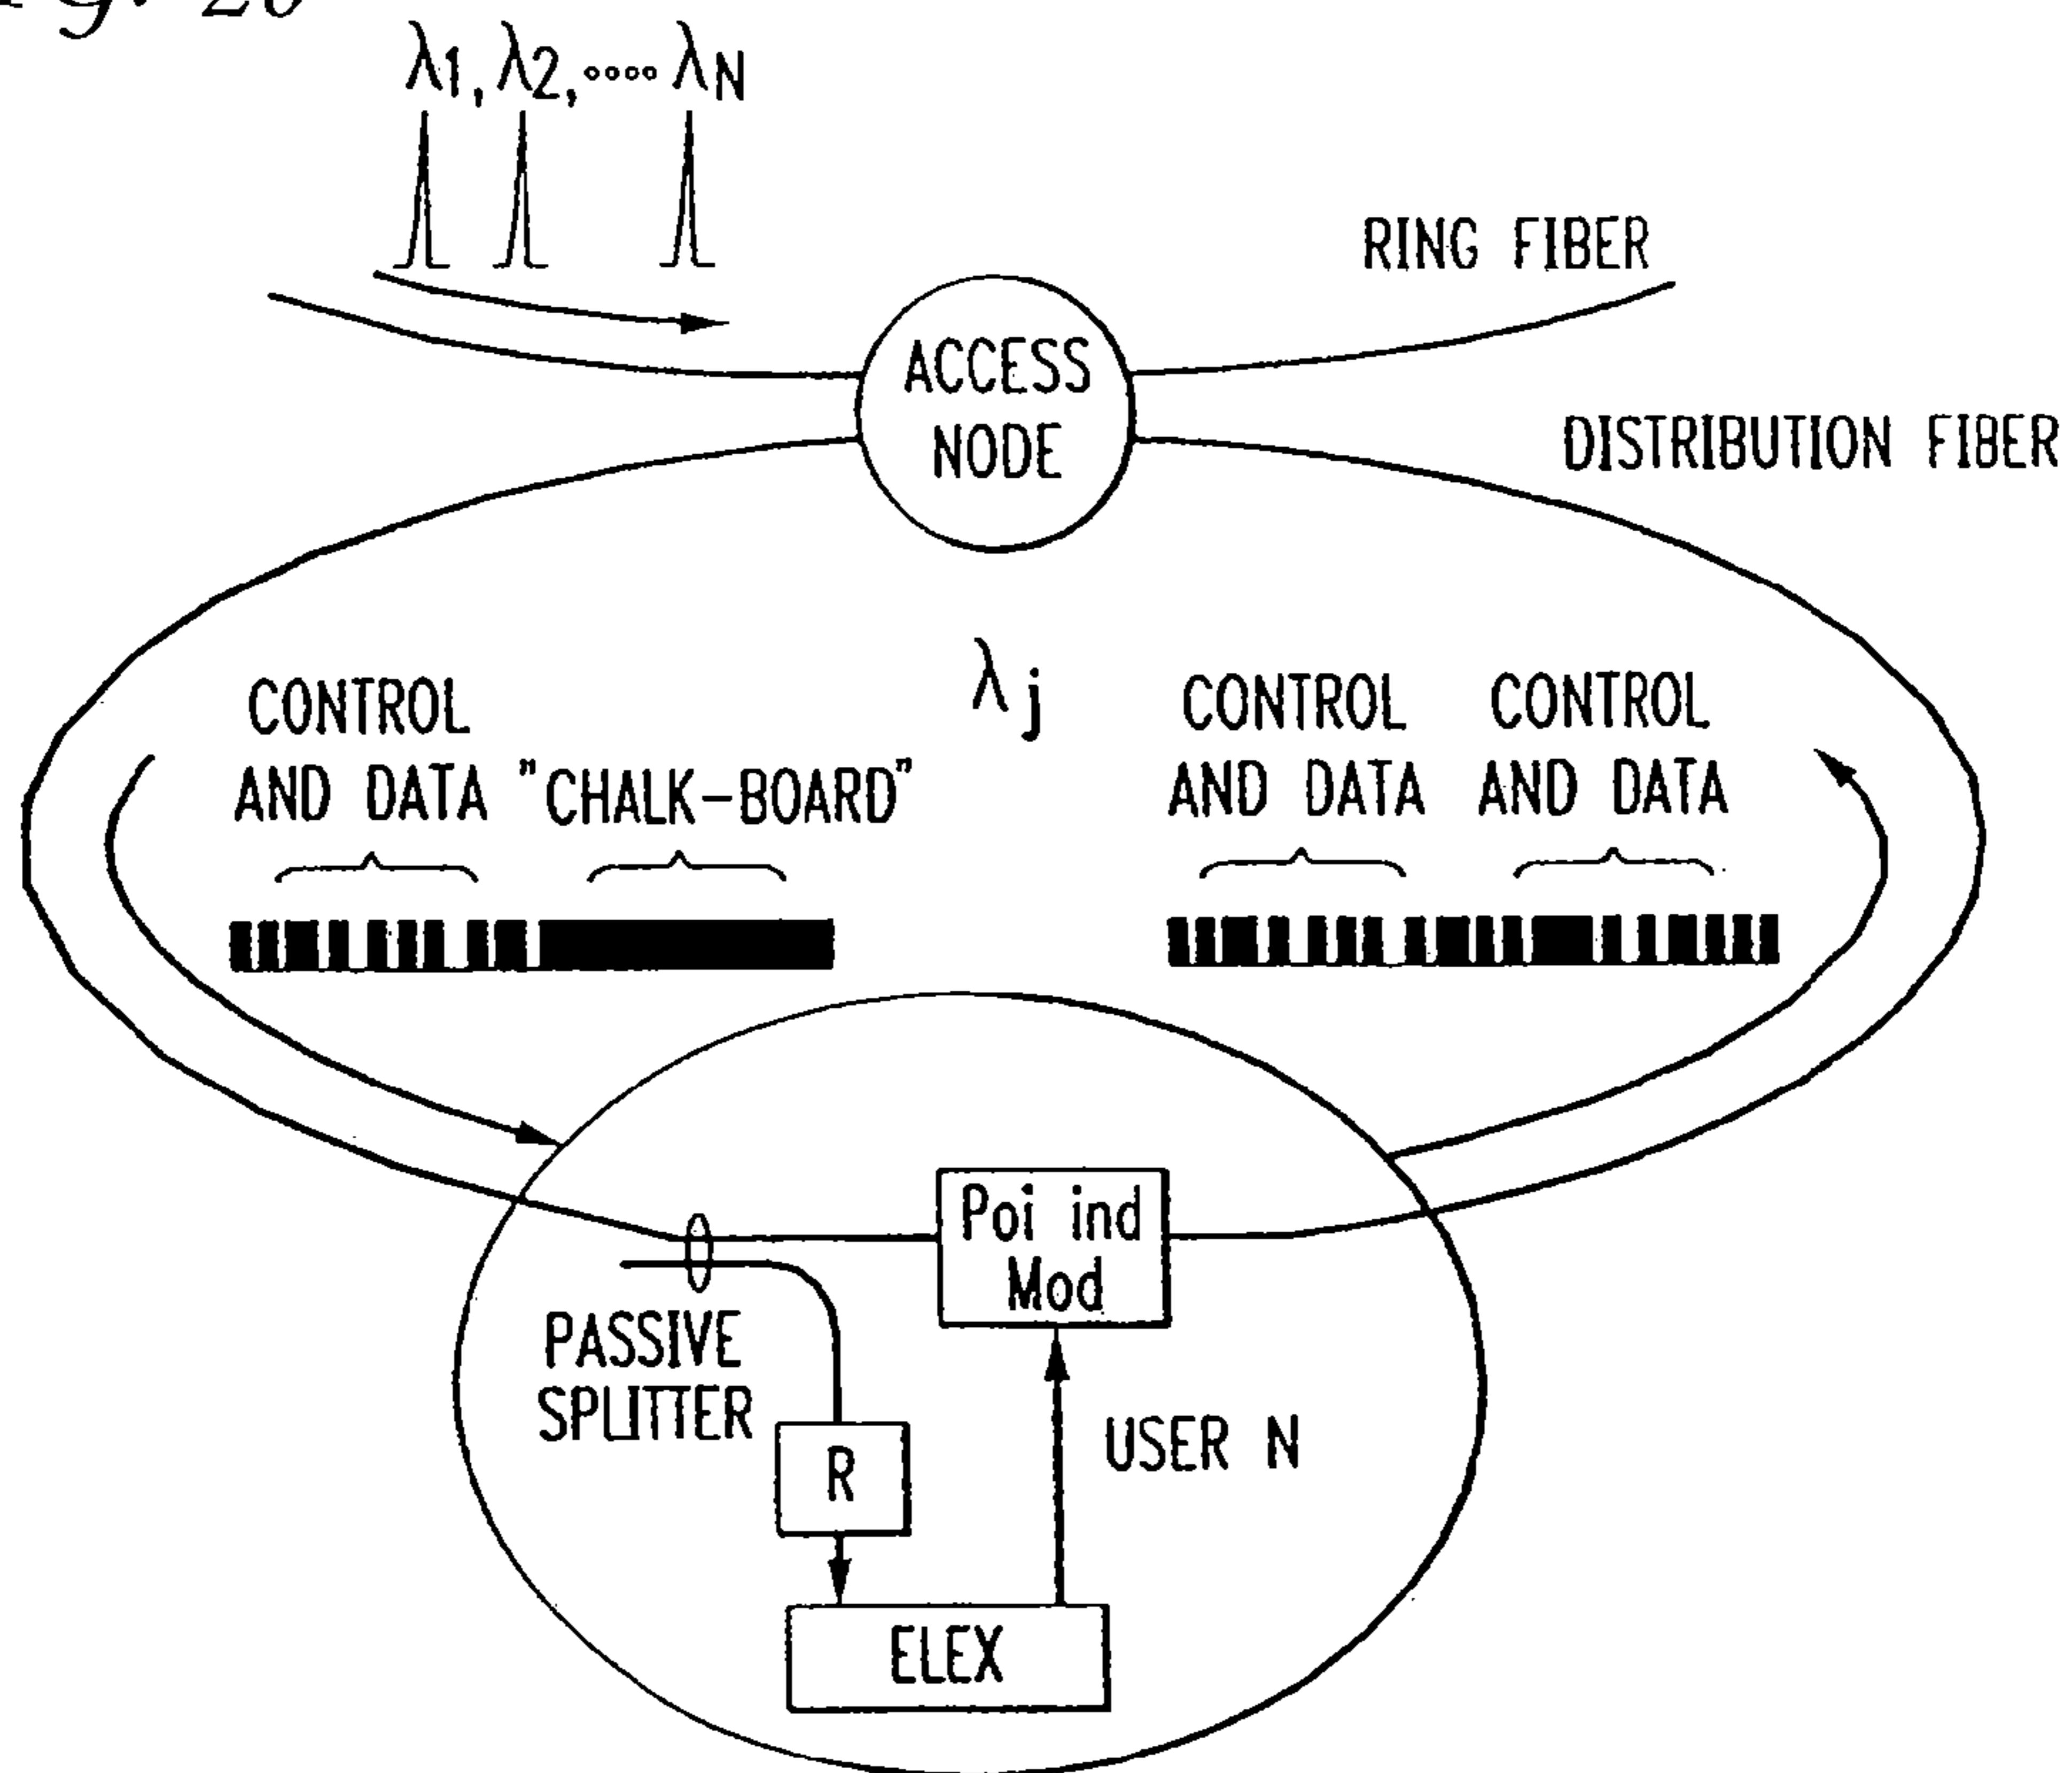 λ1, λ2, ∘∘∘∘ λN
RING FIBER
ACCESS
NODE
DISTRIBUTION FIBER
λj
CONTROL
AND DATA
"CHALK-BOARD"
CONTROL
AND DATA
CONTROL
AND DATA
Poi ind
Mod
PASSIVE
SPLITTER
R
USER N
ELEX